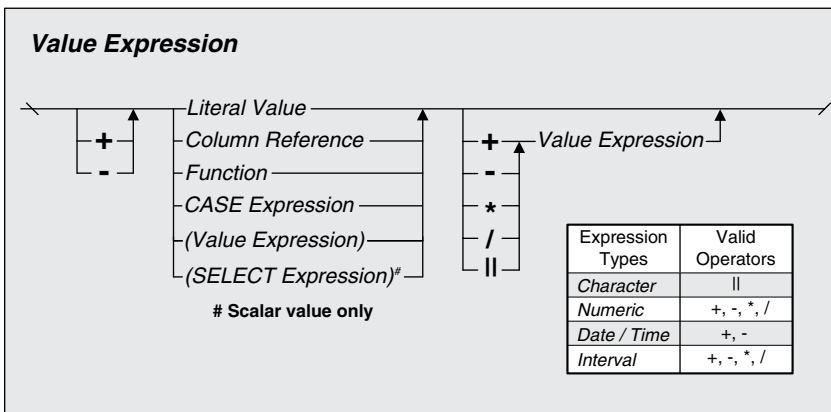 Value Expression
Literal Value
+ Column Reference + Value Expression
- Function -
CASE Expression *
(Value Expression) /
(SELECT Expression)# ||
# Scalar value only
Expression Types Valid Operators
Character ||
Numeric +, -, *, /
Date / Time +, -
Interval +, -, *, /